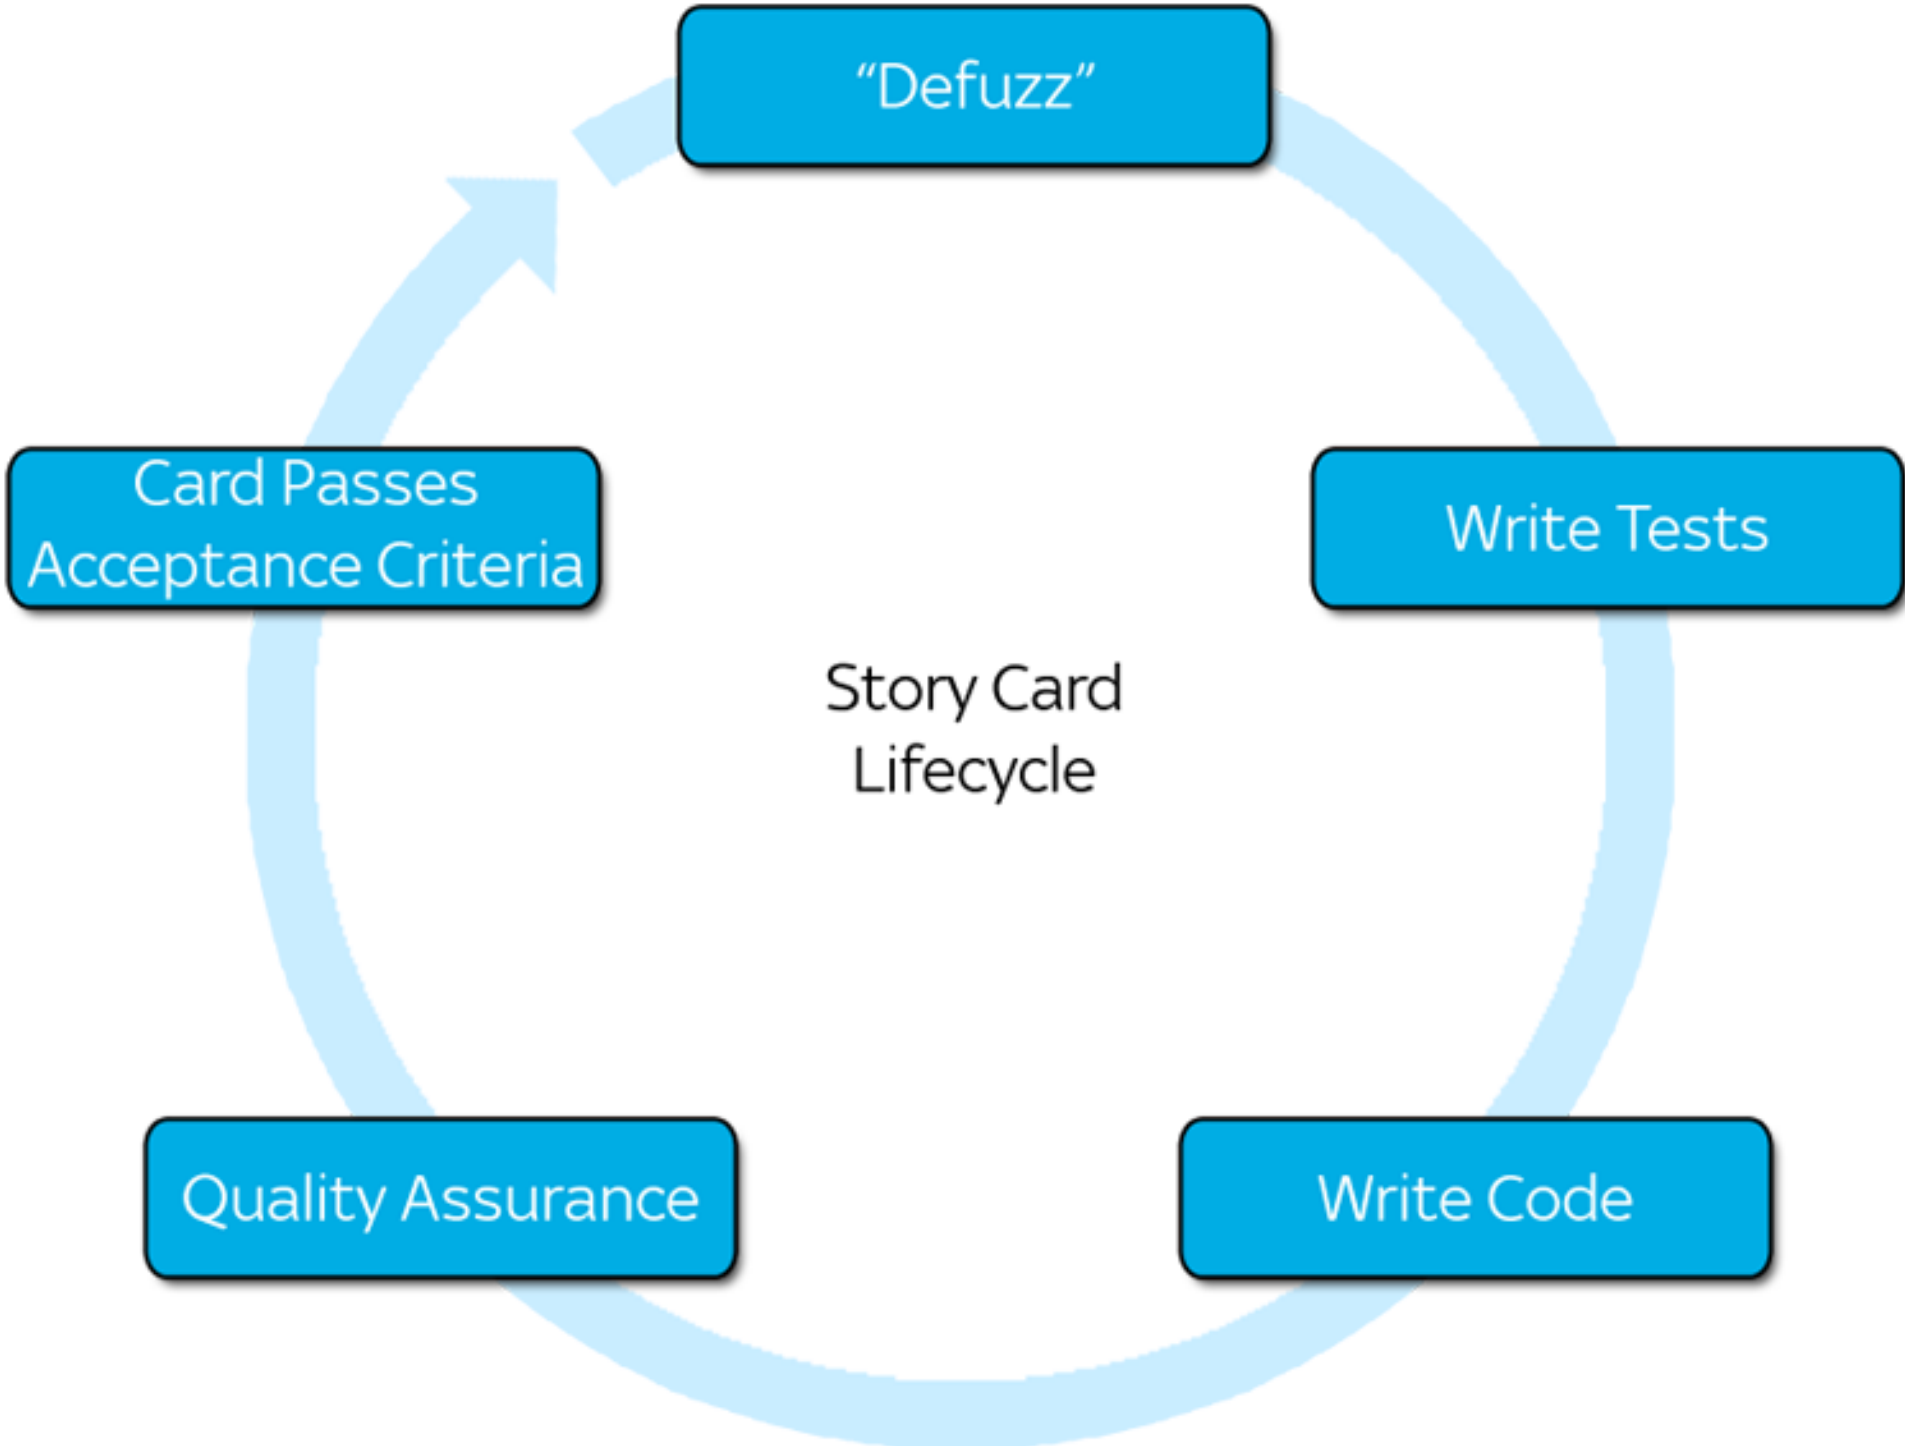 “Defuzz”
Write Tests
Write Code
Quality Assurance
Card Passes
Acceptance Criteria
Story Card
Lifecycle